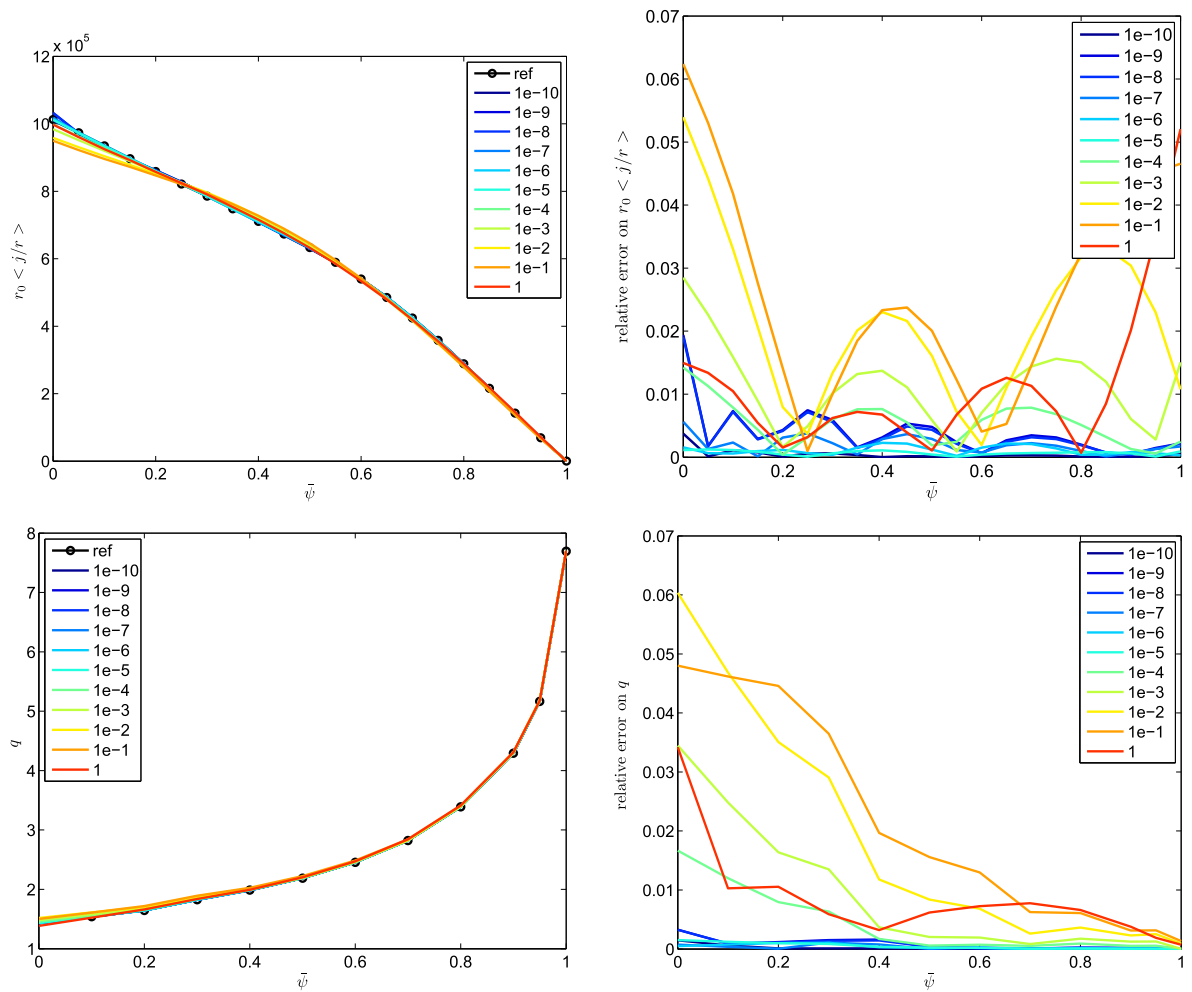 x 10^5
12
10
8
6
4
2
0
0
0.2
0.4
0.6
0.8
1
r_0 < j/r >
ψ̄
ref
1e−10
1e−9
1e−8
1e−7
1e−6
1e−5
1e−4
1e−3
1e−2
1e−1
1
0.07
0.06
0.05
0.04
0.03
0.02
0.01
0
0
0.2
0.4
0.6
0.8
1
relative error on r_0 < j/r >
ψ̄
1e−10
1e−9
1e−8
1e−7
1e−6
1e−5
1e−4
1e−3
1e−2
1e−1
1
8
7
6
5
4
3
2
1
0
0.2
0.4
0.6
0.8
1
q
ψ̄
ref
1e−10
1e−9
1e−8
1e−7
1e−6
1e−5
1e−4
1e−3
1e−2
1e−1
1
0.07
0.06
0.05
0.04
0.03
0.02
0.01
0
0
0.2
0.4
0.6
0.8
1
relative error on q
ψ̄
1e−10
1e−9
1e−8
1e−7
1e−6
1e−5
1e−4
1e−3
1e−2
1e−1
1